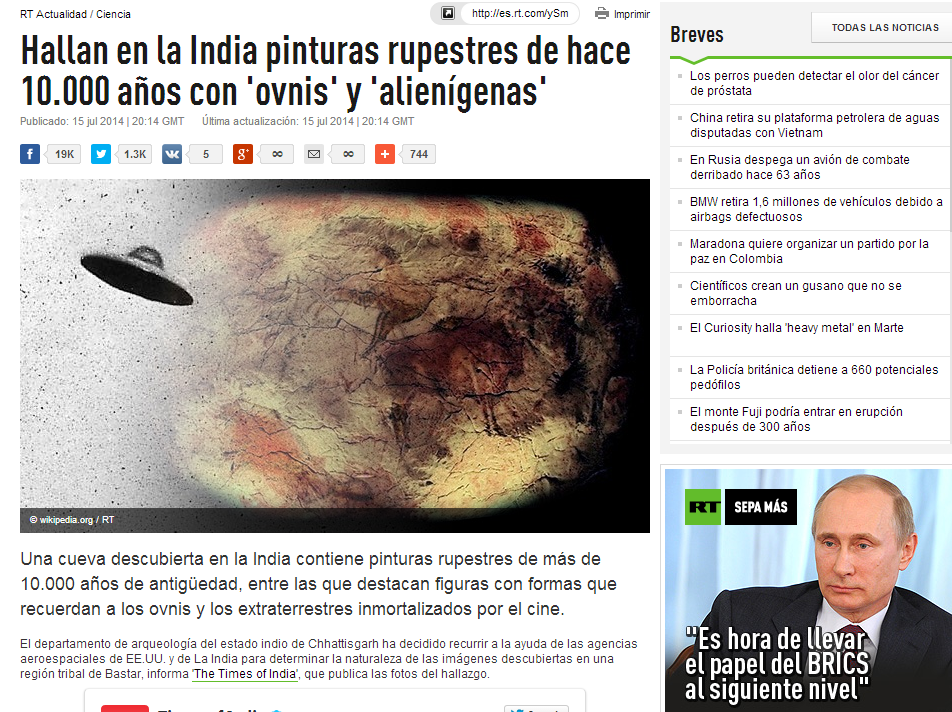 RT Actualidad / Ciencia
http://es.rt.com/ySm
Imprimir
Hallan en la India pinturas rupestres de hace
10.000 años con 'ovnis' y 'alienígenas'
Publicado: 15 jul 2014 | 20:14 GMT Última actualización: 15 jul 2014 | 20:14 GMT
f 19K 1.3K 5 g+ ∞ ∞ + 744
© wikipedia.org / RT
Una cueva descubierta en la India contiene pinturas rupestres de más de
10.000 años de antigüedad, entre las que destacan figuras con formas que
recuerdan a los ovnis y los extraterrestres inmortalizados por el cine.
El departamento de arqueología del estado indio de Chhattisgarh ha decidido recurrir a la ayuda de las agencias
aeroespaciales de EE.UU. y de La India para determinar la naturaleza de las imágenes descubiertas en una
región tribal de Bastar, informa 'The Times of India', que publica las fotos del hallazgo.
Breves
TODAS LAS NOTICIAS
Los perros pueden detectar el olor del cáncer
de próstata
China retira su plataforma petrolera de aguas
disputadas con Vietnam
En Rusia despega un avión de combate
derribado hace 63 años
BMW retira 1,6 millones de vehículos debido a
airbags defectuosos
Maradona quiere organizar un partido por la
paz en Colombia
Científicos crean un gusano que no se
emborracha
El Curiosity halla 'heavy metal' en Marte
La Policía británica detiene a 660 potenciales
pedófilos
El monte Fuji podría entrar en erupción
después de 300 años
RT SEPA MÁS
"Es hora de llevar
el papel del BRICS
al siguiente nivel"